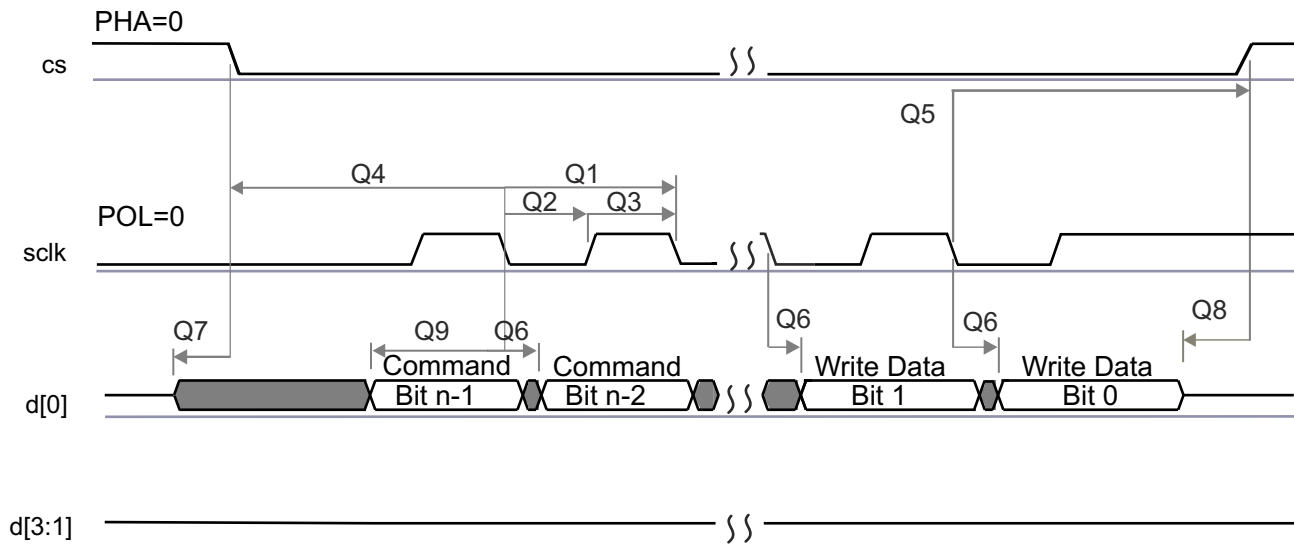 PHA=0
cs
Q5
Q4 Q1
Q2 Q3
POL=0
sclk
Q7 Q9 Q6 Q6 Q6 Q8
Command Command Write Data Write Data
d[0] Bit n-1 Bit n-2 Bit 1 Bit 0
d[3:1]